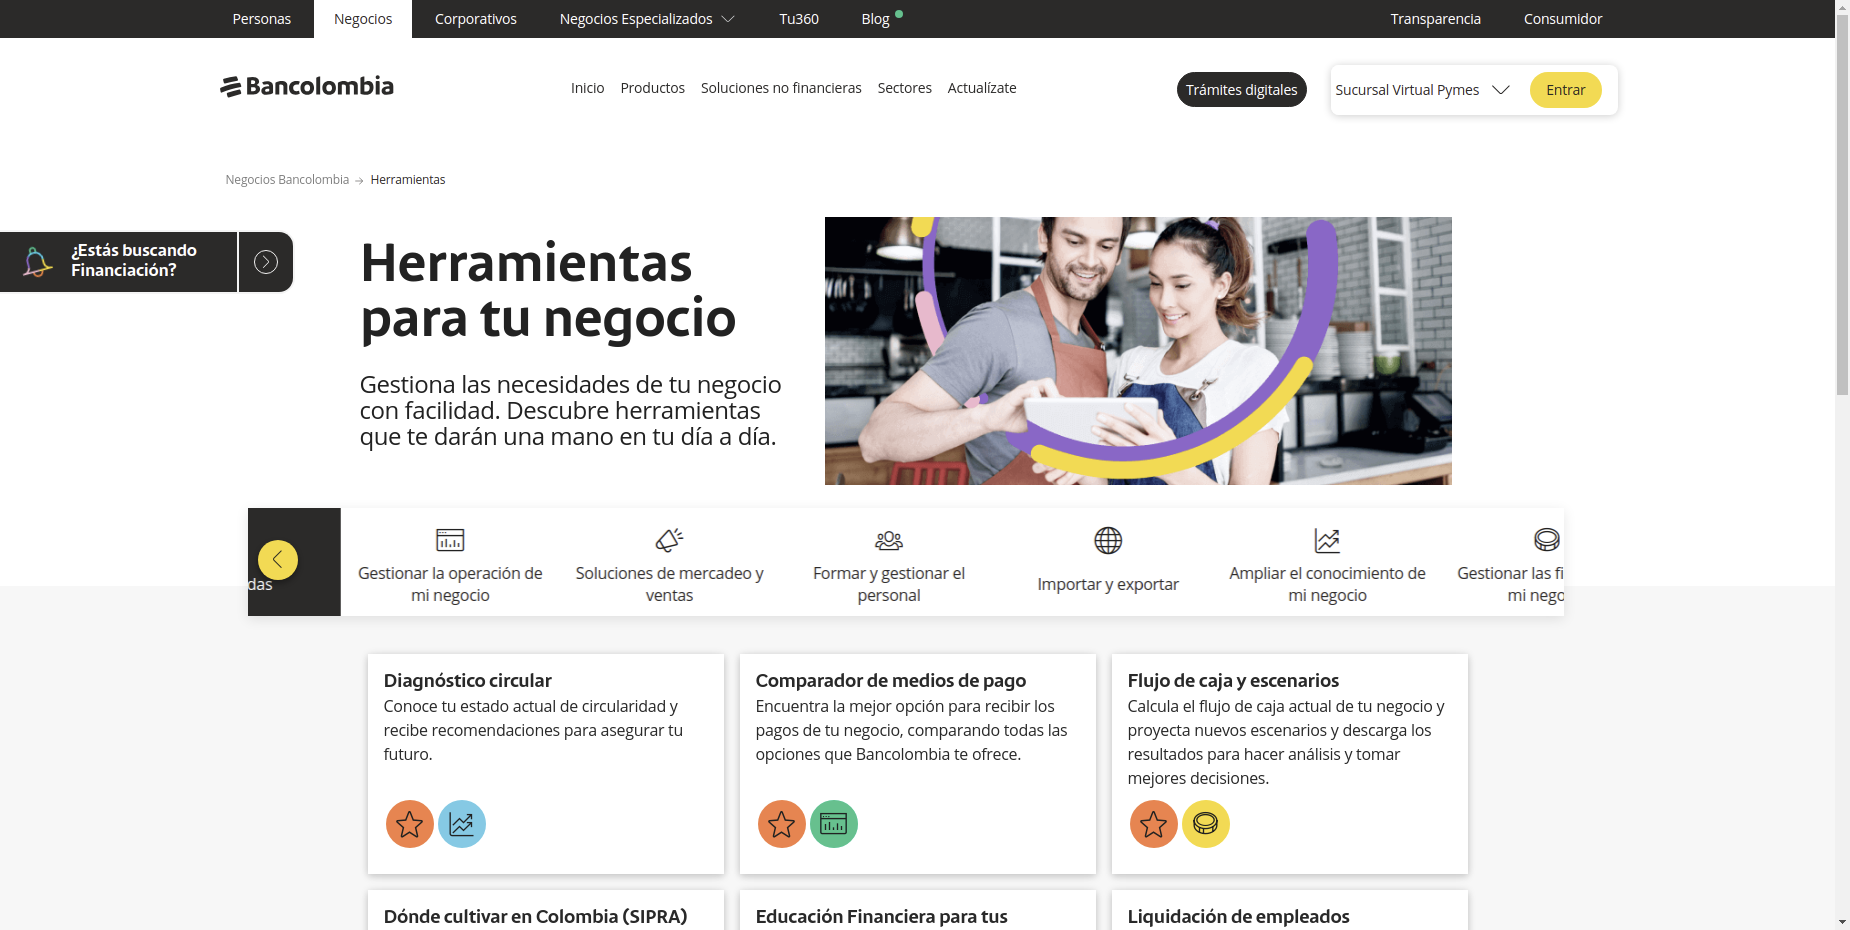 Personas
Negocios
Corporativos
Negocios Especializados
Tu360
Blog
Transparencia
Consumidor
Bancolombia
Inicio
Productos
Soluciones no financieras
Sectores
Actualízate
Trámites digitales
Sucursal Virtual Pymes
Entrar
Negocios Bancolombia → Herramientas
¿Estás buscando
Financiación?
Herramientas
para tu negocio
Gestiona las necesidades de tu negocio
con facilidad. Descubre herramientas
que te darán una mano en tu día a día.
das
Gestionar la operación de
mi negocio
Soluciones de mercadeo y
ventas
Formar y gestionar el
personal
Importar y exportar
Ampliar el conocimiento de
mi negocio
Gestionar las fi
mi nego
Diagnóstico circular
Conoce tu estado actual de circularidad y
recibe recomendaciones para asegurar tu
futuro.
Comparador de medios de pago
Encuentra la mejor opción para recibir los
pagos de tu negocio, comparando todas las
opciones que Bancolombia te ofrece.
Flujo de caja y escenarios
Calcula el flujo de caja actual de tu negocio y
proyecta nuevos escenarios y descarga los
resultados para hacer análisis y tomar
mejores decisiones.
Dónde cultivar en Colombia (SIPRA)
Educación Financiera para tus
Liquidación de empleados